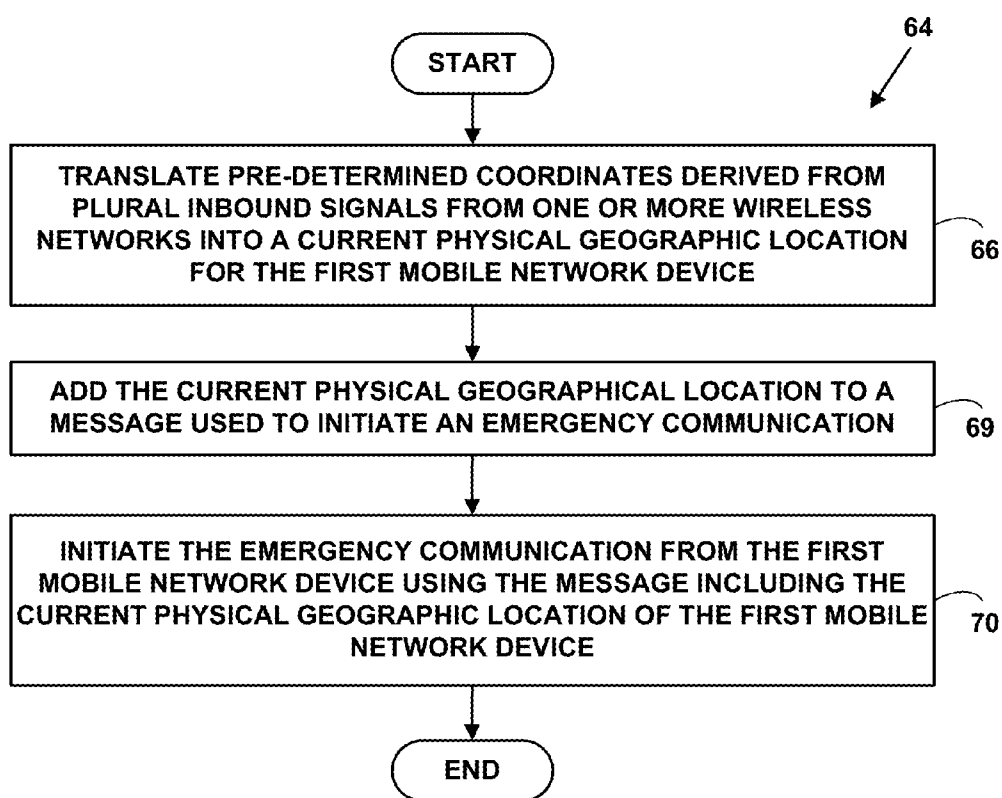 64
START
TRANSLATE PRE-DETERMINED COORDINATES DERIVED FROM
PLURAL INBOUND SIGNALS FROM ONE OR MORE WIRELESS
NETWORKS INTO A CURRENT PHYSICAL GEOGRAPHIC LOCATION
FOR THE FIRST MOBILE NETWORK DEVICE
66
ADD THE CURRENT PHYSICAL GEOGRAPHICAL LOCATION TO A
MESSAGE USED TO INITIATE AN EMERGENCY COMMUNICATION
69
INITIATE THE EMERGENCY COMMUNICATION FROM THE FIRST
MOBILE NETWORK DEVICE USING THE MESSAGE INCLUDING THE
CURRENT PHYSICAL GEOGRAPHIC LOCATION OF THE FIRST MOBILE
NETWORK DEVICE
70
END